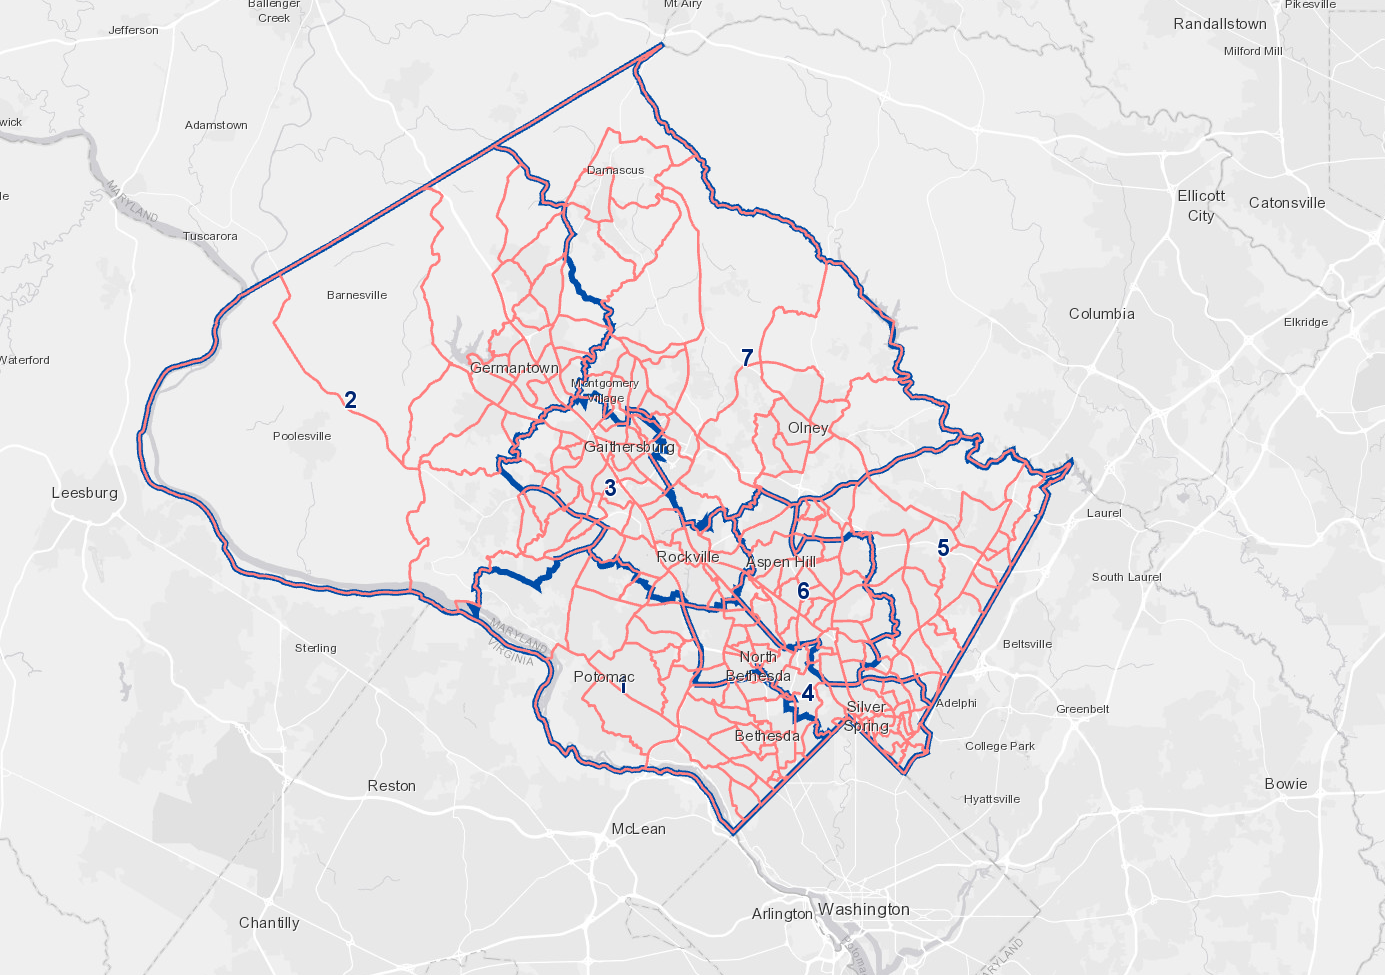 Mt Airy
Ballenger
Creek
Pikesville
Jefferson
Randallstown
Milford Mill
wick
Adamstown
Damascus
le
MARYLAND
Ellicott
City
Catonsville
Tuscarora
Barnesville
Columbia
Elkridge
Waterford
7
Germantown
Montgomery
Village
2
Olney
Poolesville
Gaithersburg
3
Leesburg
Laurel
5
Rockville
Aspen Hill
South Laurel
6
MARYLAND
VIRGINIA
Sterling
Beltsville
North
Bethesda
Potomac
1
4
Adelphi
Silver
Spring
Greenbelt
Bethesda
College Park
Reston
Bowie
Hyattsville
McLean
Arlington
Washington
Chantilly
Potomac
MARYLAND